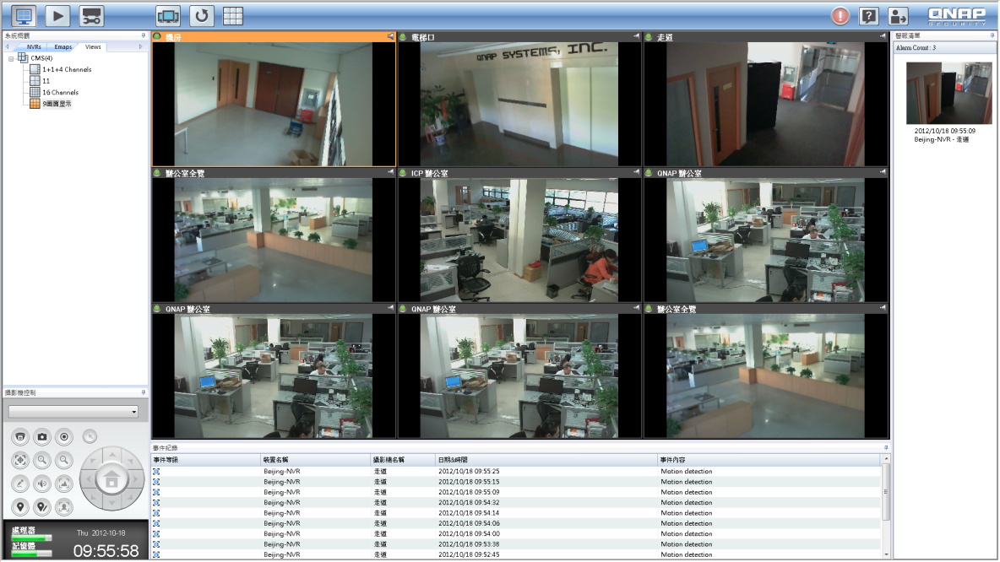 QNAP
SECURITY
系統概觀
NVRs
Emaps
Views
CMS(4)
1+1+4 Channels
11
16 Channels
9畫面顯示
機房
電梯口
QNAP SYSTEMS, INC.
走道
辦公室全覽
ICP 辦公室
QNAP 辦公室
QNAP 辦公室
QNAP 辦公室
辦公室全覽
警報清單
Alarm Count : 3
2012/10/18 09:55:09
Beijing-NVR - 走道
攝影機控制
處理器
記憶體
Thu 2012-10-18
09:55:58
事件記錄
事件等級 裝置名稱 攝影機名稱 日期&時間 事件內容
Beijing-NVR 走道 2012/10/18 09:55:25 Motion detection
Beijing-NVR 走道 2012/10/18 09:55:15 Motion detection
Beijing-NVR 走道 2012/10/18 09:55:09 Motion detection
Beijing-NVR 走道 2012/10/18 09:54:32 Motion detection
Beijing-NVR 走道 2012/10/18 09:54:14 Motion detection
Beijing-NVR 走道 2012/10/18 09:54:06 Motion detection
Beijing-NVR 走道 2012/10/18 09:54:00 Motion detection
Beijing-NVR 走道 2012/10/18 09:53:38 Motion detection
Beijing-NVR 走道 2012/10/18 09:52:45 Motion detection